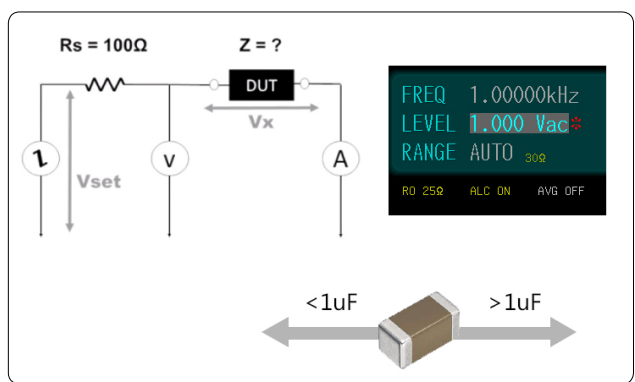 Rs = 100Ω
Z = ?
DUT
Vx
V
A
Vset
FREQ 1.00000kHz
LEVEL 1.000 Vac*
RANGE AUTO 30Ω
RO 25Ω ALC ON AVG OFF
<1uF
>1uF